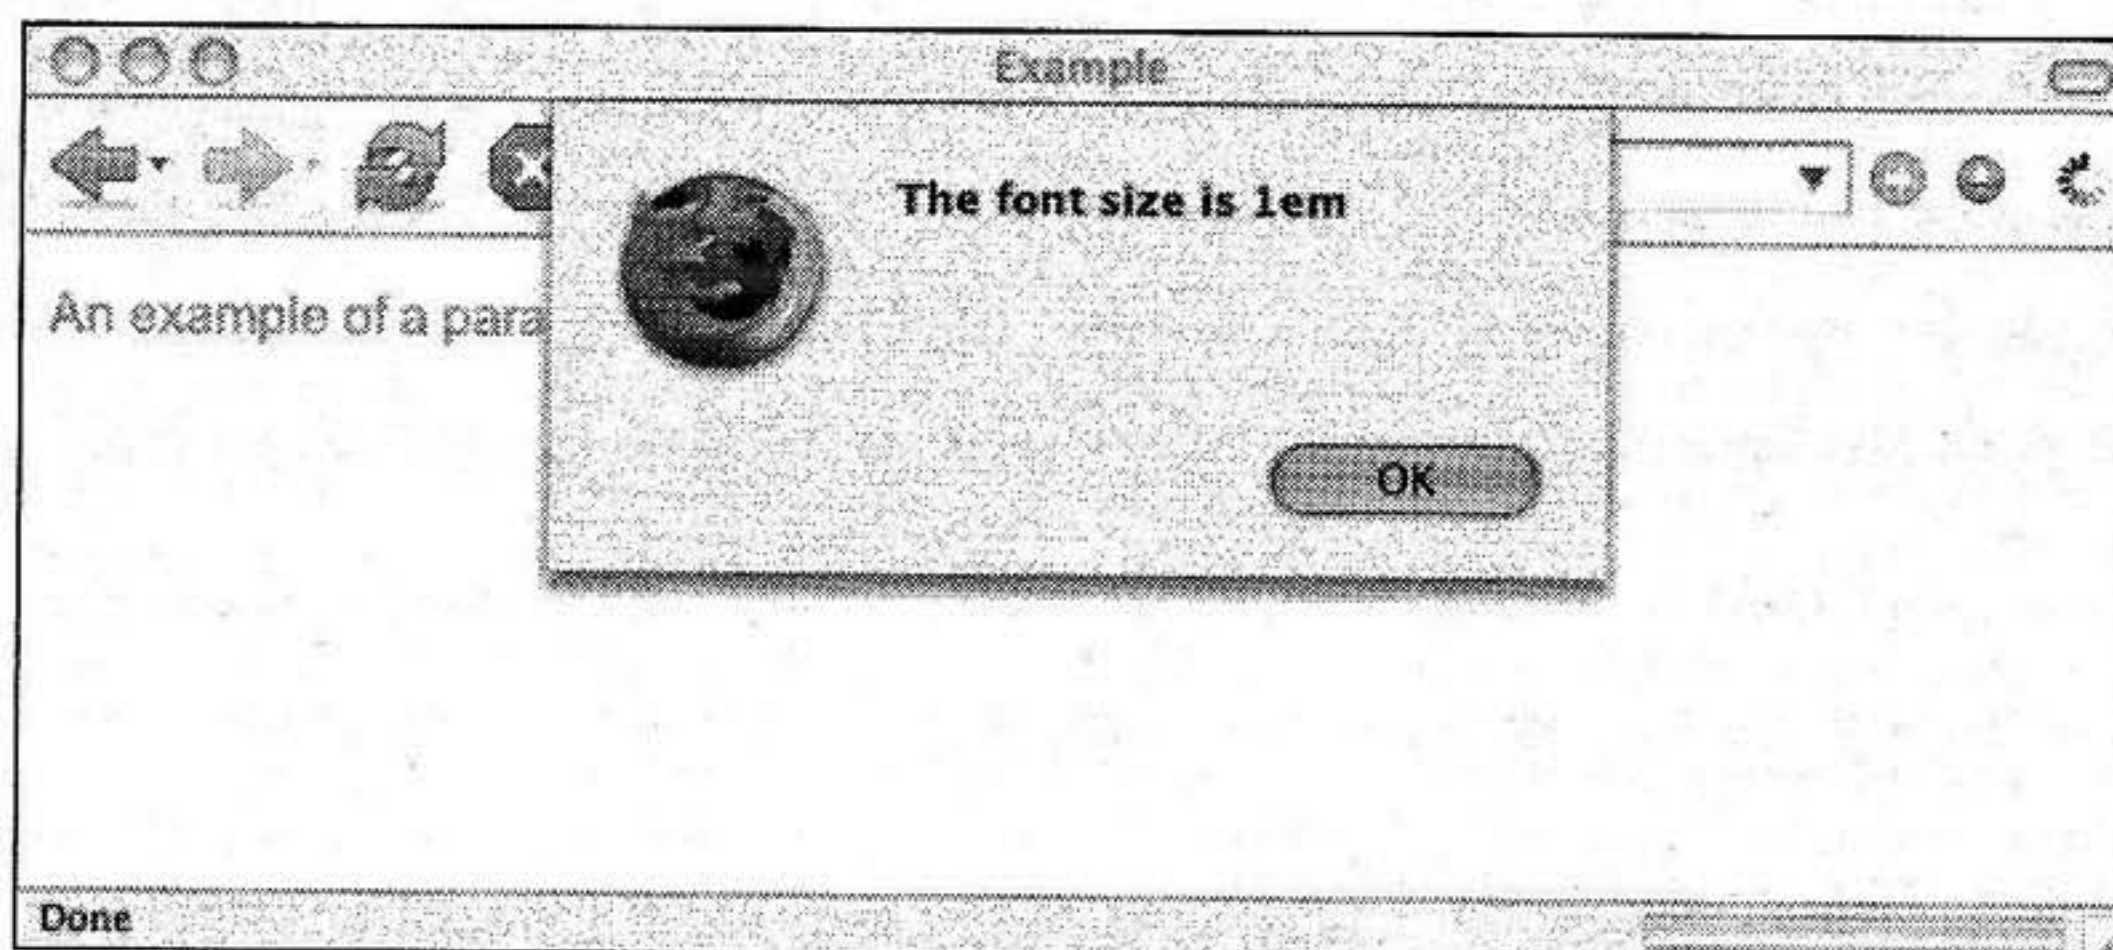 Example
The font size is 1em
An example of a para
OK
Done